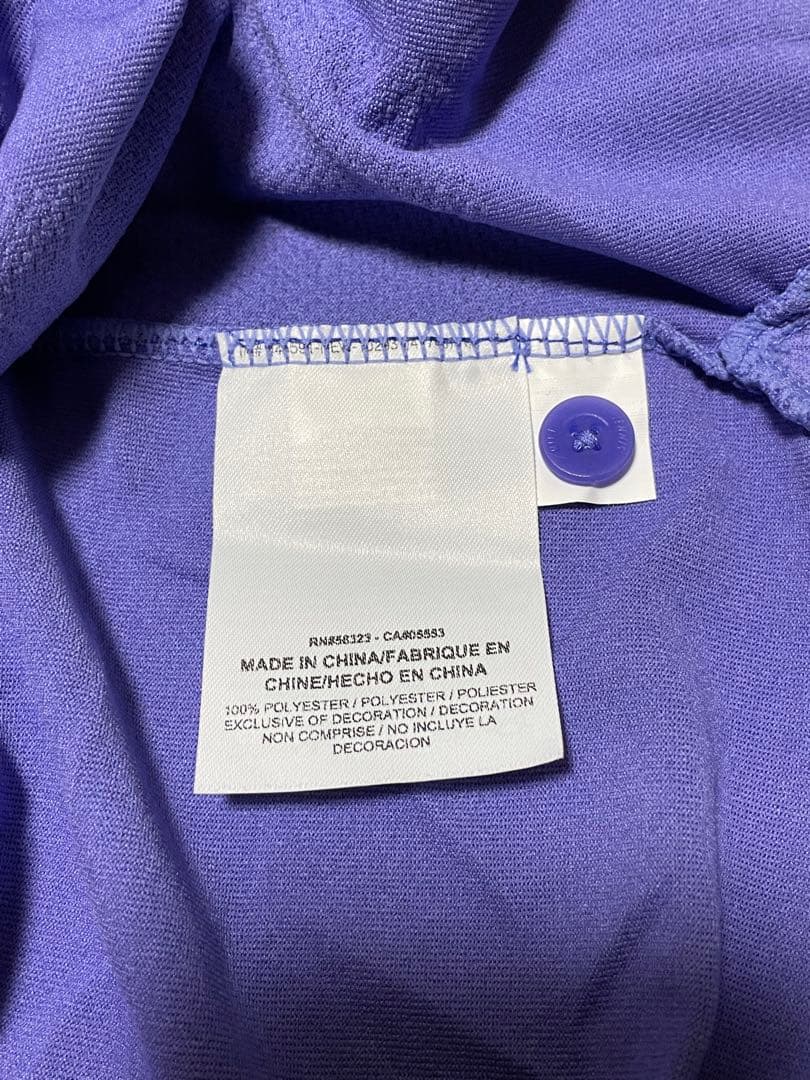 RN#56323 - CA#05553
MADE IN CHINA/FABRIQUE EN
CHINE/HECHO EN CHINA
100% POLYESTER / POLYESTER / POLIESTER
EXCLUSIVE OF DECORATION / DECORATION
NON COMPRISE / NO INCLUYE LA
DECORACION